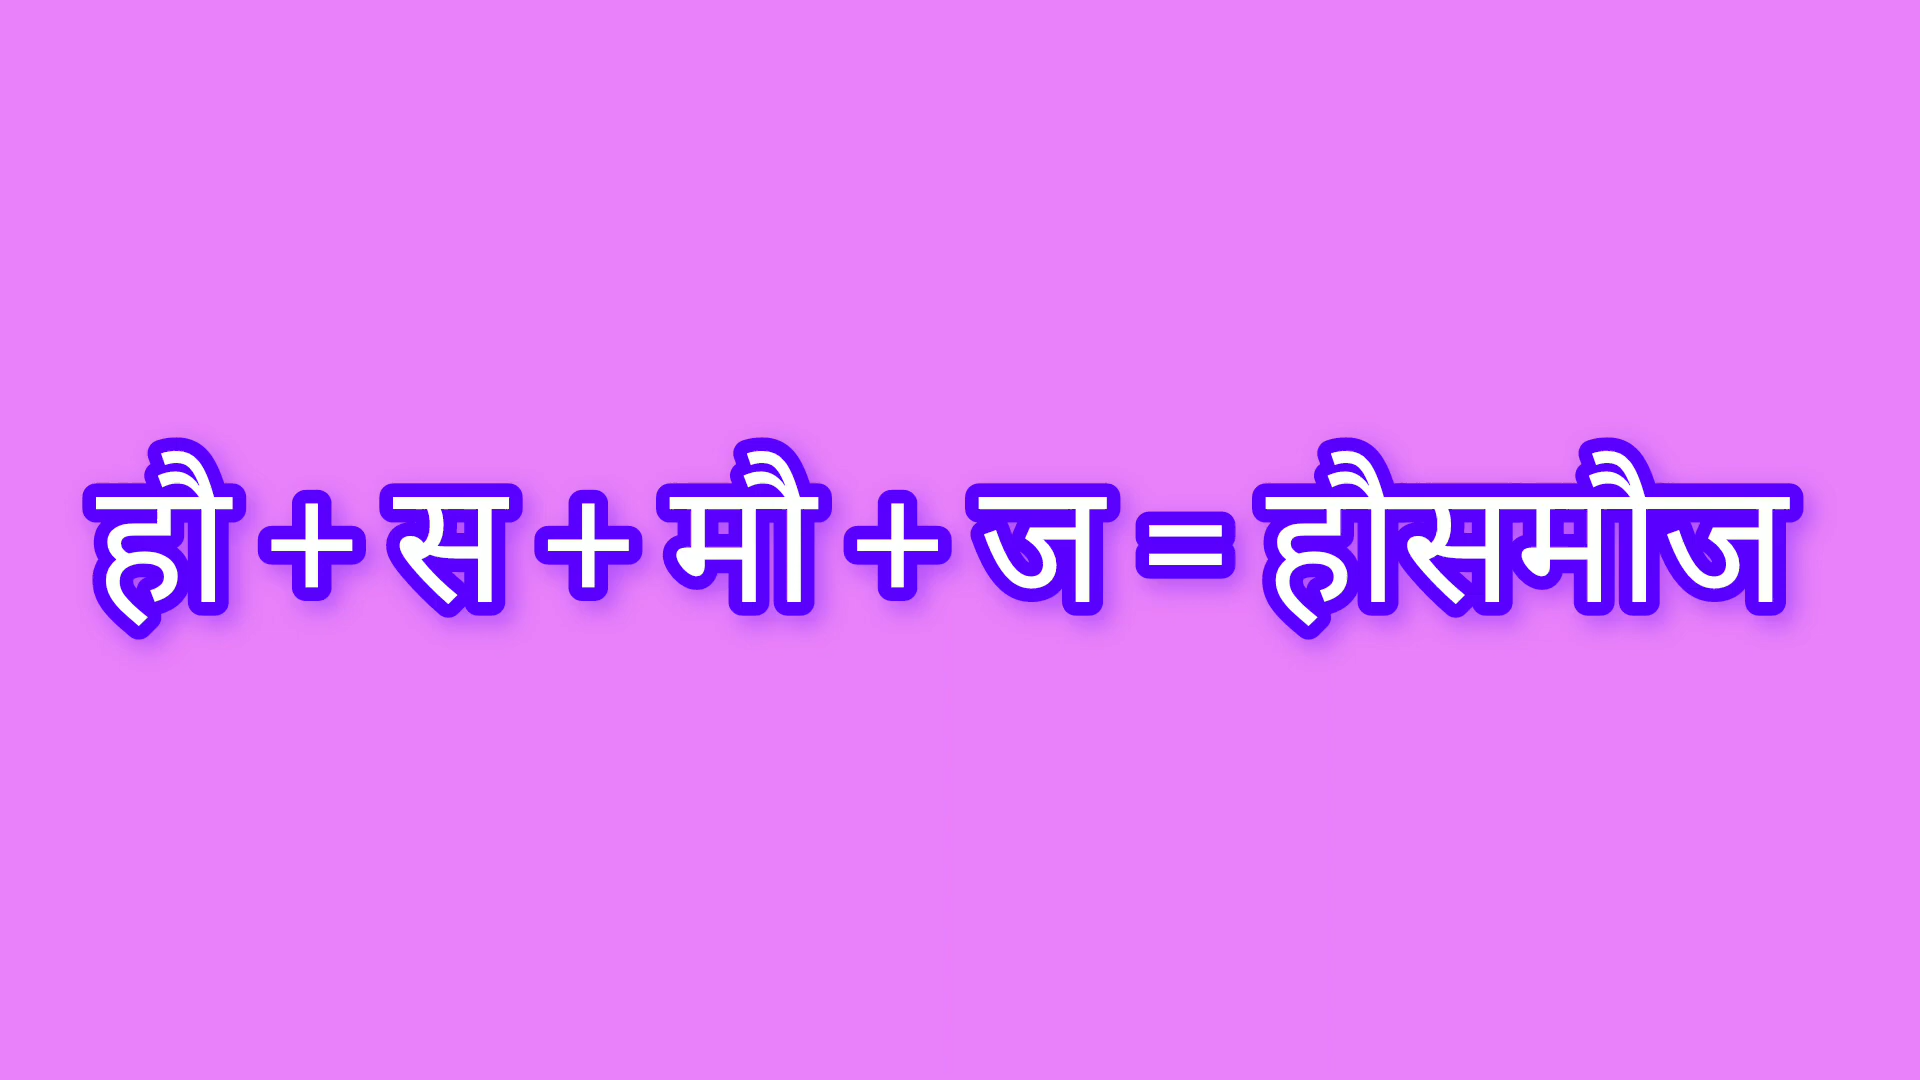 हौ + स + मौ + ज = हौसमौज